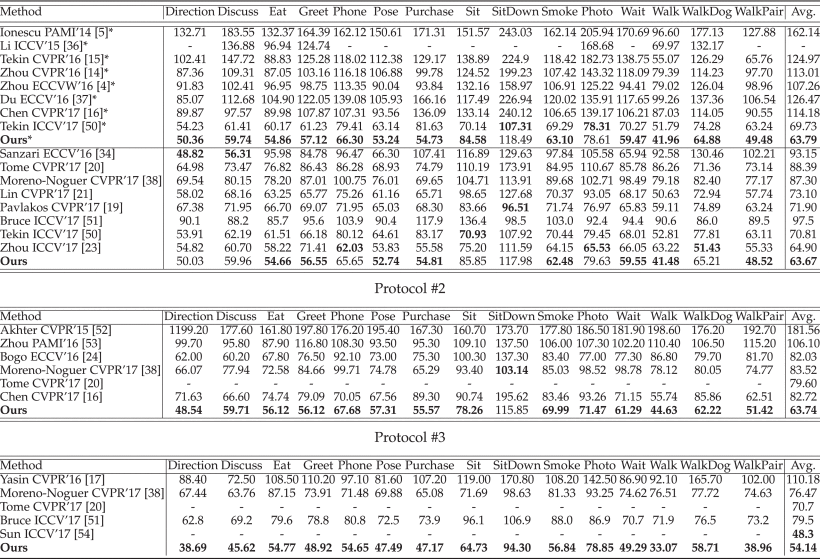 Method Direction Discuss Eat Greet Phone Pose Purchase Sit SitDown Smoke Photo Wait Walk WalkDog WalkPair Avg.
Ionescu PAMI'14 [5]* 132.71 183.55 132.37 164.39 162.12 150.61 171.31 151.57 243.03 162.14 205.94 170.69 96.60 177.13 127.88 162.14
Li ICCV'15 [36]* - 136.88 96.94 124.74 - - - - - - 168.68 - 69.97 132.17 - -
Tekin CVPR'16 [15]* 102.41 147.72 88.83 125.28 118.02 112.38 129.17 138.89 224.9 118.42 182.73 138.75 55.07 126.29 65.76 124.97
Zhou CVPR'16 [14]* 87.36 109.31 87.05 103.16 116.18 106.88 99.78 124.52 199.23 107.42 143.32 118.09 79.39 114.23 97.70 113.01
Zhou ECCVW'16 [4]* 91.83 102.41 96.95 98.75 113.35 90.04 93.84 132.16 158.97 106.91 125.22 94.41 79.02 126.04 98.96 107.26
Du ECCV'16 [37]* 85.07 112.68 104.90 122.05 139.08 105.93 166.16 117.49 226.94 120.02 135.91 117.65 99.26 137.36 106.54 126.47
Chen CVPR'17 [16]* 89.87 97.57 89.98 107.87 107.31 93.56 136.09 133.14 240.12 106.65 139.17 106.21 87.03 114.05 90.55 114.18
Tekin ICCV'17 [50]* 54.23 61.41 60.17 61.23 79.41 63.14 81.63 70.14 107.31 69.29 78.31 70.27 51.79 74.28 63.24 69.73
Ours* 50.36 59.74 54.86 57.12 66.30 53.24 54.73 84.58 118.49 63.10 78.61 59.47 41.96 64.88 49.48 63.79
Sanzari ECCV'16 [34] 48.82 56.31 95.98 84.78 96.47 66.30 107.41 116.89 129.63 97.84 105.58 65.94 92.58 130.46 102.21 93.15
Tome CVPR'17 [20] 64.98 73.47 76.82 86.43 86.28 68.93 74.79 110.19 173.91 84.95 110.67 85.78 86.26 71.36 73.14 88.39
Moreno-Noguer CVPR'17 [38] 69.54 80.15 78.20 87.01 100.75 76.01 69.65 104.71 113.91 89.68 102.71 98.49 79.18 82.40 77.17 87.30
Lin CVPR'17 [21] 58.02 68.16 63.25 65.77 75.26 61.16 65.71 98.65 127.68 70.37 93.05 68.17 50.63 72.94 57.74 73.10
Pavlakos CVPR'17 [19] 67.38 71.95 66.70 69.07 71.95 65.03 68.30 83.66 96.51 71.74 76.97 65.83 59.11 74.89 63.24 71.90
Bruce ICCV'17 [51] 90.1 88.2 85.7 95.6 103.9 90.4 117.9 136.4 98.5 103.0 92.4 94.4 90.6 86.0 89.5 97.5
Tekin ICCV'17 [50] 53.91 62.19 61.51 66.18 80.12 64.61 83.17 70.93 107.92 70.44 79.45 68.01 52.81 77.81 63.11 70.81
Zhou ICCV'17 [23] 54.82 60.70 58.22 71.41 62.03 53.83 55.58 75.20 111.59 64.15 65.53 66.05 63.22 51.43 55.33 64.90
Ours 50.03 59.96 54.66 56.55 65.65 52.74 54.81 85.85 117.98 62.48 79.63 59.55 41.48 65.21 48.52 63.67
Protocol #2
Method Direction Discuss Eat Greet Phone Pose Purchase Sit SitDown Smoke Photo Wait Walk WalkDog WalkPair Avg.
Akhter CVPR'15 [52] 1199.20 177.60 161.80 197.80 176.20 195.40 167.30 160.70 173.70 177.80 186.50 181.90 198.60 176.20 192.70 181.56
Zhou PAMI'16 [53] 99.70 95.80 87.90 116.80 108.30 93.50 95.30 109.10 137.50 106.00 107.30 102.20 110.40 106.50 115.20 106.10
Bogo ECCV'16 [24] 62.00 60.20 67.80 76.50 92.10 73.00 75.30 100.30 137.30 83.40 77.00 77.30 86.80 79.70 81.70 82.03
Moreno-Noguer CVPR'17 [38] 66.07 77.94 72.58 84.66 99.71 74.78 65.29 93.40 103.14 85.03 98.52 98.78 78.12 80.05 74.77 83.52
Tome CVPR'17 [20] - - - - - - - - - - - - - - - 79.60
Chen CVPR'17 [16] 71.63 66.60 74.74 79.09 70.05 67.56 89.30 90.74 195.62 83.46 93.26 71.15 55.74 85.86 62.51 82.72
Ours 48.54 59.71 56.12 56.12 67.68 57.31 55.57 78.26 115.85 69.99 71.47 61.29 44.63 62.22 51.42 63.74
Protocol #3
Method Direction Discuss Eat Greet Phone Pose Purchase Sit SitDown Smoke Photo Wait Walk WalkDog WalkPair Avg.
Yasin CVPR'16 [17] 88.40 72.50 108.50 110.20 97.10 81.60 107.20 119.00 170.80 108.20 142.50 86.90 92.10 165.70 102.00 110.18
Moreno-Noguer CVPR'17 [38] 67.44 63.76 87.15 73.91 71.48 69.88 65.08 71.69 98.63 81.33 93.25 74.62 76.51 77.72 74.63 76.47
Tome CVPR'17 [20] - - - - - - - - - - - - - - - 70.7
Bruce ICCV'17 [51] 62.8 69.2 79.6 78.8 80.8 72.5 73.9 96.1 106.9 88.0 86.9 70.7 71.9 76.5 73.2 79.5
Sun ICCV'17 [54] - - - - - - - - - - - - - - - 48.3
Ours 38.69 45.62 54.77 48.92 54.65 47.49 47.17 64.73 94.30 56.84 78.85 49.29 33.07 58.71 38.96 54.14